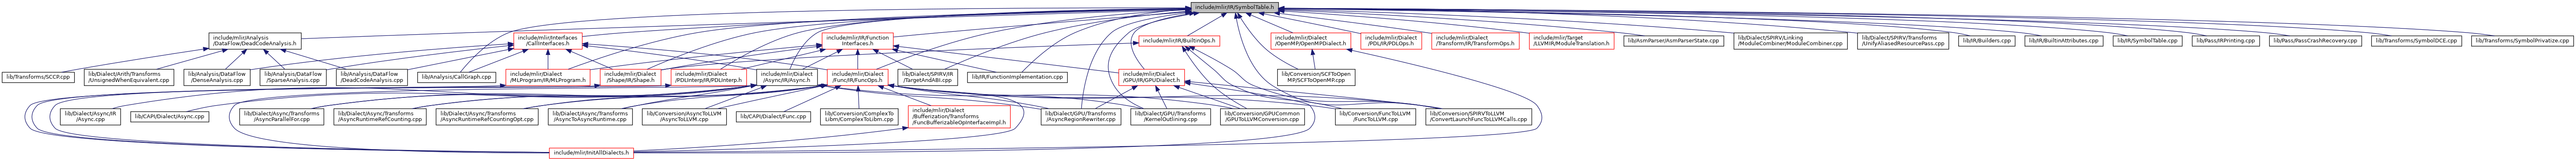 include/mlir/IR/SymbolTable.h
include/mlir/Analysis
/DataFlow/DeadCodeAnalysis.h
include/mlir/Interfaces
/CallInterfaces.h
include/mlir/IR/Function
Interfaces.h
include/mlir/IR/BuiltinOps.h
include/mlir/Dialect
/OpenMP/OpenMPDialect.h
include/mlir/Dialect
/PDL/IR/PDLOps.h
include/mlir/Dialect
/Transform/IR/TransformOps.h
include/mlir/Target
/LLVMIR/ModuleTranslation.h
lib/AsmParser/AsmParserState.cpp
lib/Dialect/SPIRV/Linking
/ModuleCombiner/ModuleCombiner.cpp
lib/Dialect/SPIRV/Transforms
/UnifyAliasedResourcePass.cpp
lib/IR/Builders.cpp
lib/IR/BuiltinAttributes.cpp
lib/IR/SymbolTable.cpp
lib/Pass/IRPrinting.cpp
lib/Pass/PassCrashRecovery.cpp
lib/Transforms/SymbolDCE.cpp
lib/Transforms/SymbolPrivatize.cpp
lib/Transforms/SCCP.cpp
lib/Dialect/Arith/Transforms
/UnsignedWhenEquivalent.cpp
lib/Analysis/DataFlow
/DenseAnalysis.cpp
lib/Analysis/DataFlow
/SparseAnalysis.cpp
lib/Analysis/DataFlow
/DeadCodeAnalysis.cpp
lib/Analysis/CallGraph.cpp
include/mlir/Dialect
/MLProgram/IR/MLProgram.h
include/mlir/Dialect
/Shape/IR/Shape.h
include/mlir/Dialect
/PDLInterp/IR/PDLInterp.h
include/mlir/Dialect
/Async/IR/Async.h
include/mlir/Dialect
/Func/IR/FuncOps.h
lib/Dialect/SPIRV/IR
/TargetAndABI.cpp
lib/IR/FunctionImplementation.cpp
include/mlir/Dialect
/GPU/IR/GPUDialect.h
lib/Conversion/SCFToOpen
MP/SCFToOpenMP.cpp
lib/Dialect/Async/IR
/Async.cpp
lib/CAPI/Dialect/Async.cpp
lib/Dialect/Async/Transforms
/AsyncParallelFor.cpp
lib/Dialect/Async/Transforms
/AsyncRuntimeRefCounting.cpp
lib/Dialect/Async/Transforms
/AsyncRuntimeRefCountingOpt.cpp
lib/Dialect/Async/Transforms
/AsyncToAsyncRuntime.cpp
lib/Conversion/AsyncToLLVM
/AsyncToLLVM.cpp
lib/CAPI/Dialect/Func.cpp
lib/Conversion/ComplexTo
Libm/ComplexToLibm.cpp
include/mlir/Dialect
/Bufferization/Transforms
/FuncBufferizableOpInterfaceImpl.h
lib/Dialect/GPU/Transforms
/AsyncRegionRewriter.cpp
lib/Dialect/GPU/Transforms
/KernelOutlining.cpp
lib/Conversion/GPUCommon
/GPUToLLVMConversion.cpp
lib/Conversion/FuncToLLVM
/FuncToLLVM.cpp
lib/Conversion/SPIRVToLLVM
/ConvertLaunchFuncToLLVMCalls.cpp
include/mlir/InitAllDialects.h